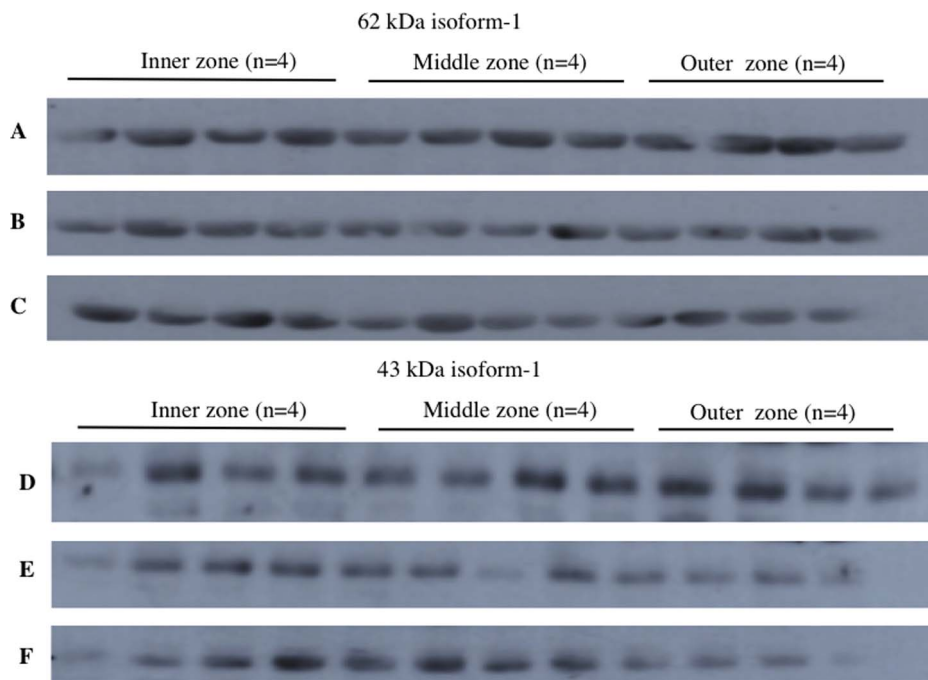 62 kDa isoform-1
Inner zone (n=4) Middle zone (n=4) Outer zone (n=4)
A
B
C
43 kDa isoform-1
Inner zone (n=4) Middle zone (n=4) Outer zone (n=4)
D
E
F